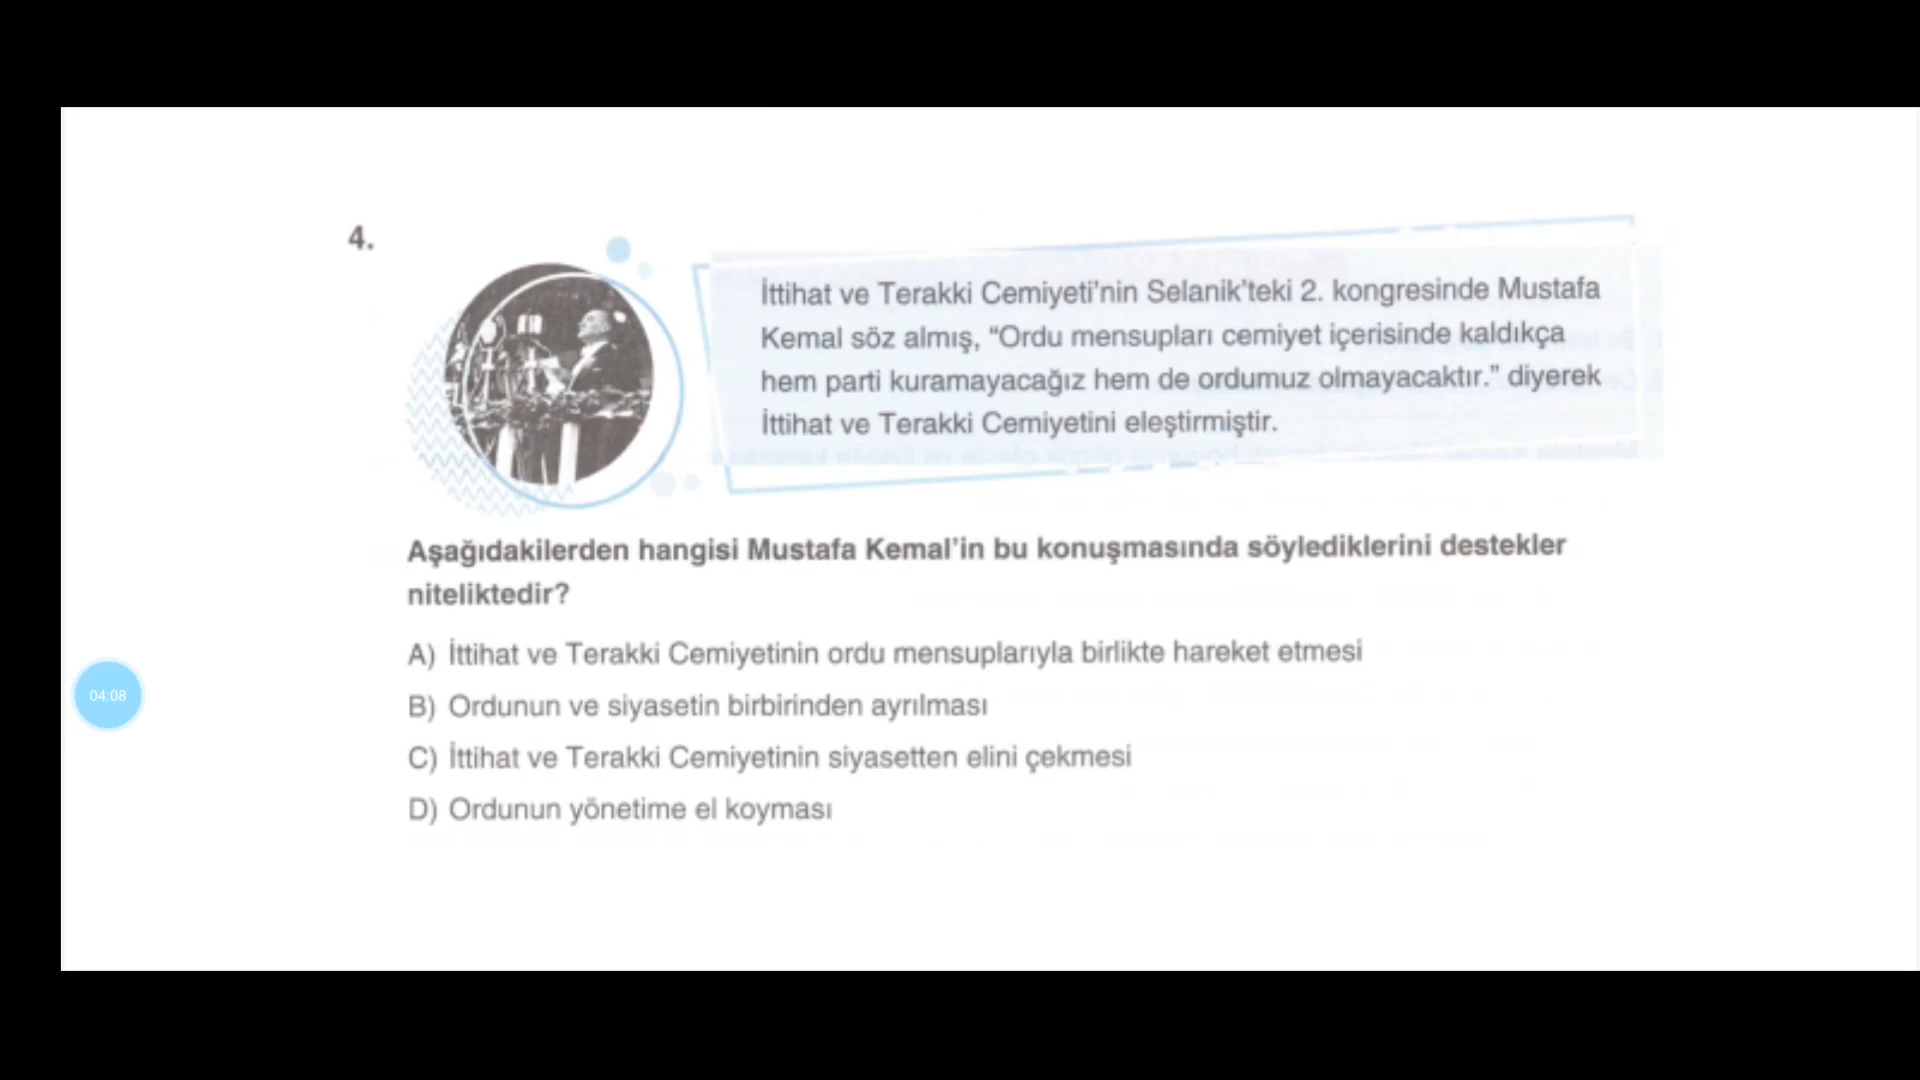 4.
İttihat ve Terakki Cemiyeti'nin Selanik'teki 2. kongresinde Mustafa
Kemal söz almış, “Ordu mensupları cemiyet içerisinde kaldıkça
hem parti kuramayacağız hem de ordumuz olmayacaktır.” diyerek
İttihat ve Terakki Cemiyetini eleştirmiştir.
Aşağıdakilerden hangisi Mustafa Kemal'in bu konuşmasında söylediklerini destekler
niteliktedir?
A) İttihat ve Terakki Cemiyetinin ordu mensuplarıyla birlikte hareket etmesi
B) Ordunun ve siyasetin birbirinden ayrılması
C) İttihat ve Terakki Cemiyetinin siyasetten elini çekmesi
D) Ordunun yönetime el koyması
04:08